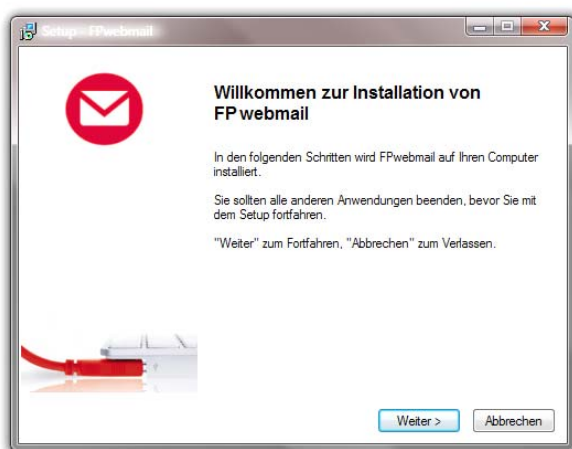 Setup - FPwebmail
Willkommen zur Installation von
FP webmail
In den folgenden Schritten wird FPwebmail auf Ihren Computer
installiert.
Sie sollten alle anderen Anwendungen beenden, bevor Sie mit
dem Setup fortfahren.
"Weiter" zum Fortfahren, "Abbrechen" zum Verlassen.
Weiter >
Abbrechen